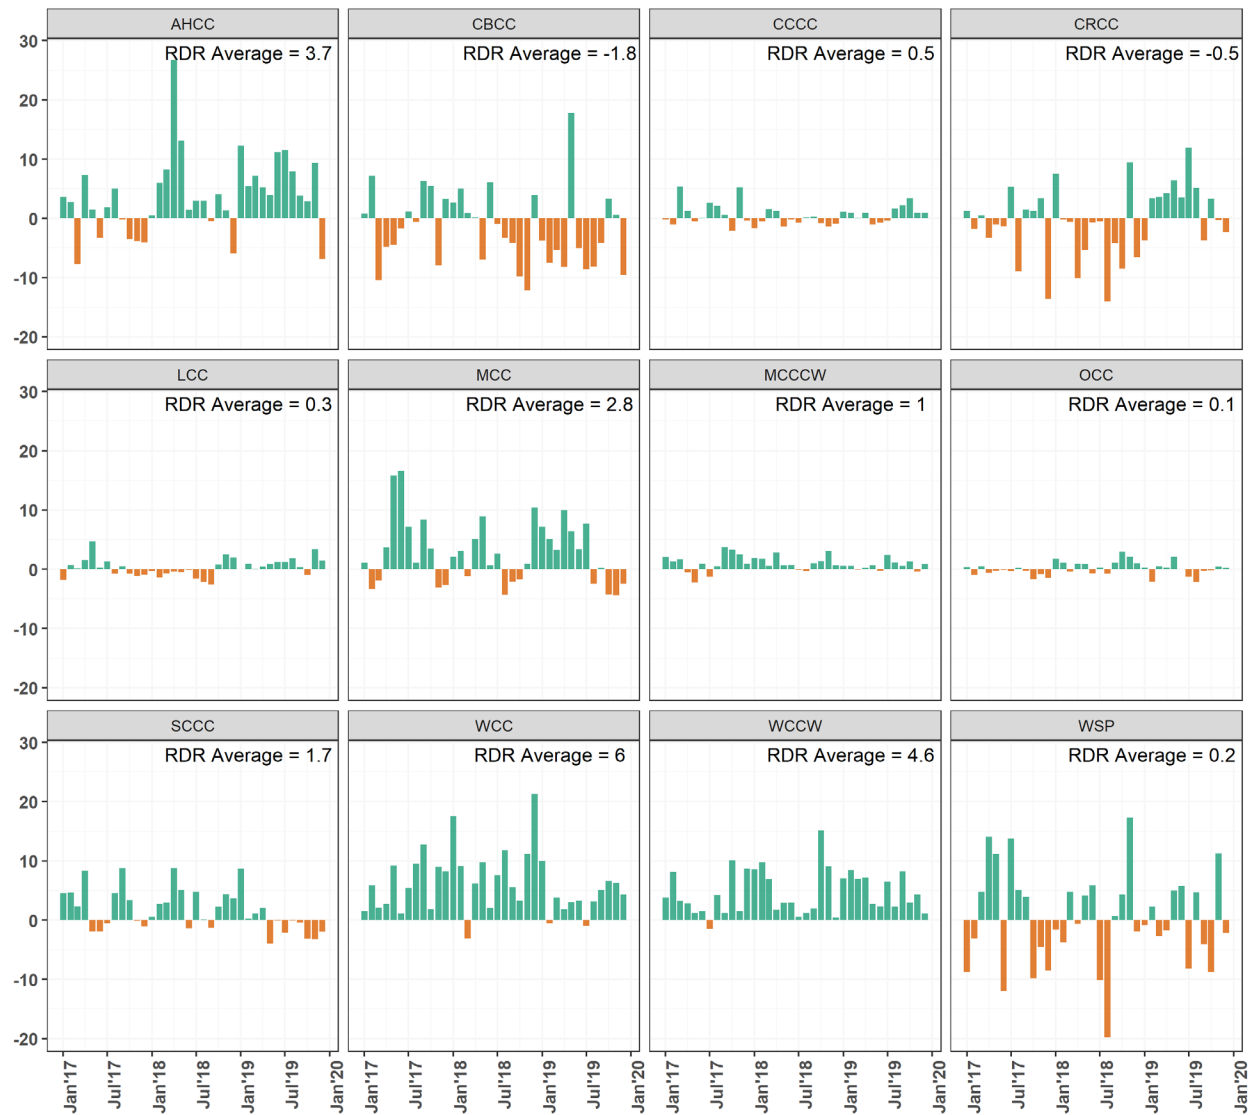 AHCC CBCC CCCC CRCC
30
RDR Average = 3.7 RDR Average = -1.8 RDR Average = 0.5 RDR Average = -0.5
20
10
0
-10
-20
LCC MCC MCCCW OCC
30
RDR Average = 0.3 RDR Average = 2.8 RDR Average = 1 RDR Average = 0.1
20
10
0
-10
-20
SCCC WCC WCCW WSP
30
RDR Average = 1.7 RDR Average = 6 RDR Average = 4.6 RDR Average = 0.2
20
10
0
-10
-20
Jan'17 Jul'17 Jan'18 Jul'18 Jan'19 Jul'19 Jan'20 Jan'17 Jul'17 Jan'18 Jul'18 Jan'19 Jul'19 Jan'20 Jan'17 Jul'17 Jan'18 Jul'18 Jan'19 Jul'19 Jan'20 Jan'17 Jul'17 Jan'18 Jul'18 Jan'19 Jul'19 Jan'20